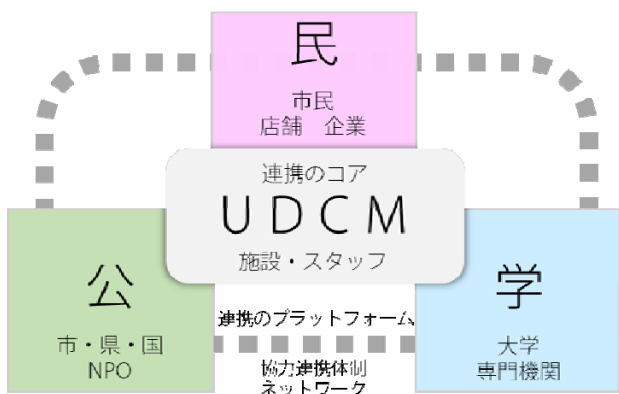 民
市民
店舗　企業
連携のコア
UDCM
施設・スタッフ
公
市・県・国
NPO
学
大学
専門機関
連携のプラットフォーム
協力連携体制
ネットワーク